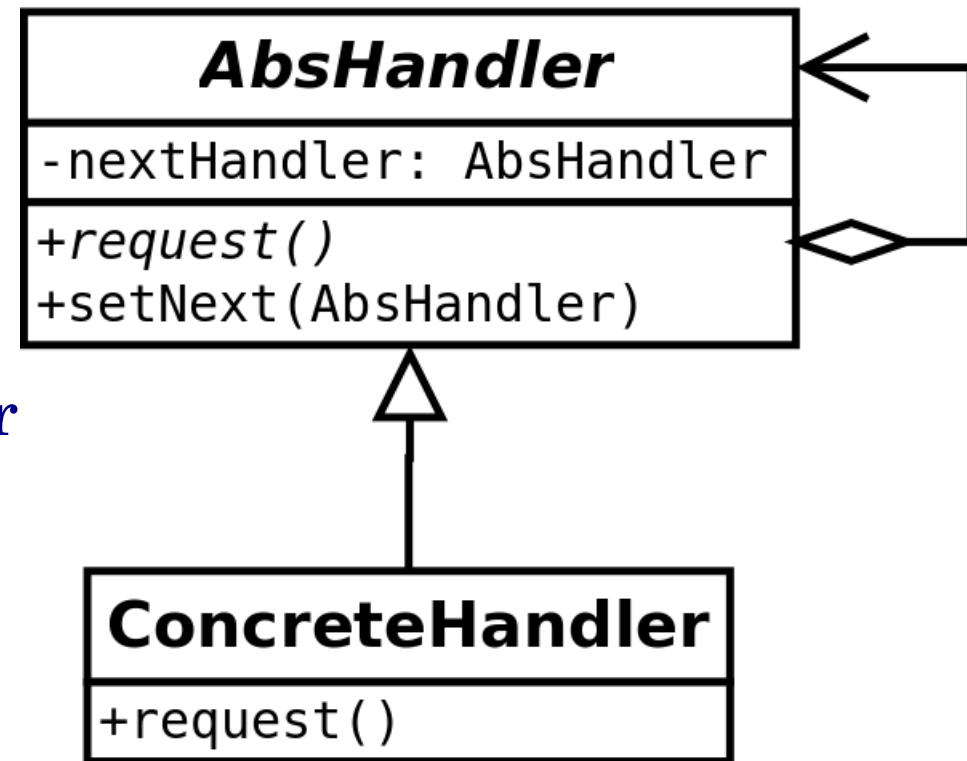 AbsHandler
-nextHandler: AbsHandler
+request()
+setNext(AbsHandler)
r
ConcreteHandler
+request()